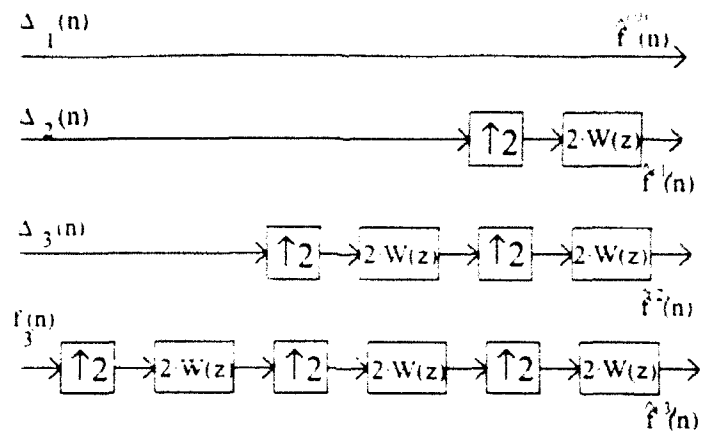 Δ₁(n)
f̂⁽⁰⁾(n)
Δ₂(n)
↑2 2·W(z)
f̂¹(n)
Δ₃(n)
↑2 2·W(z) ↑2 2·W(z)
f̂²(n)
f₃(n)
↑2 2·W(z) ↑2 2·W(z) ↑2 2·W(z)
f̂³(n)